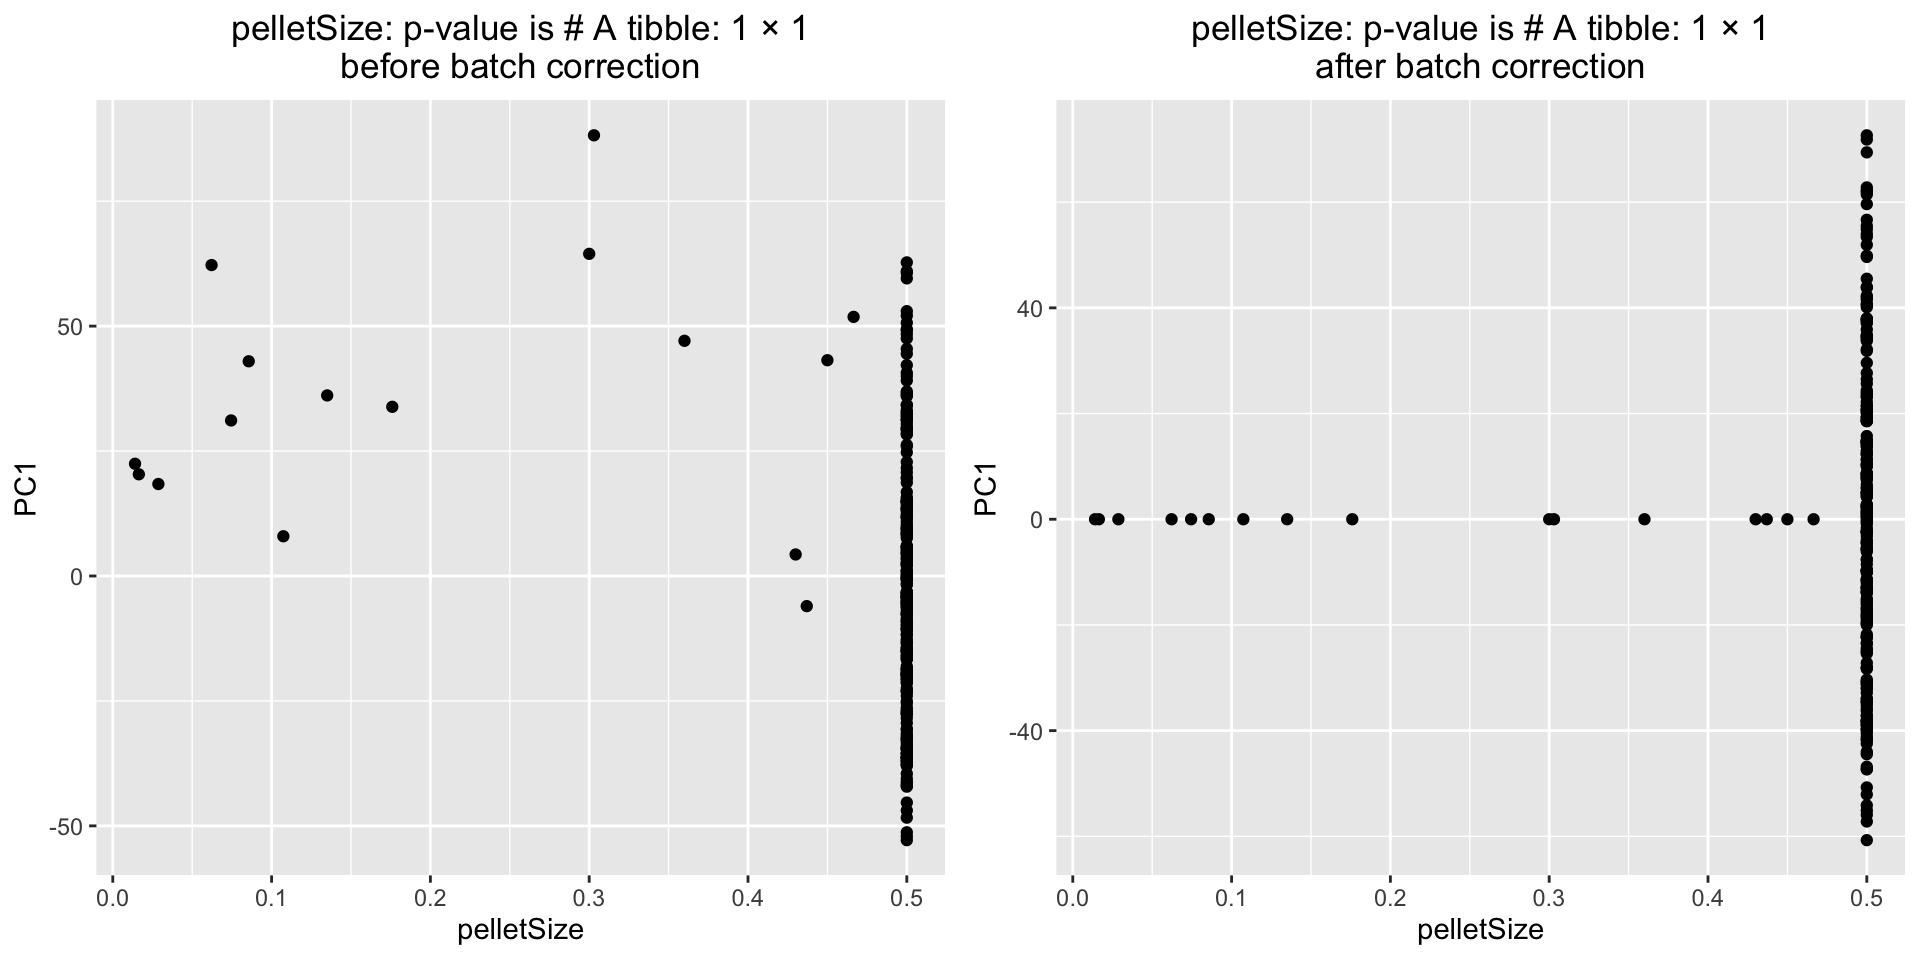 pelletSize: p-value is # A tibble: 1 × 1
before batch correction
PC1
50
0
-50
0.0 0.1 0.2 0.3 0.4 0.5
pelletSize
pelletSize: p-value is # A tibble: 1 × 1
after batch correction
PC1
40
0
-40
0.0 0.1 0.2 0.3 0.4 0.5
pelletSize